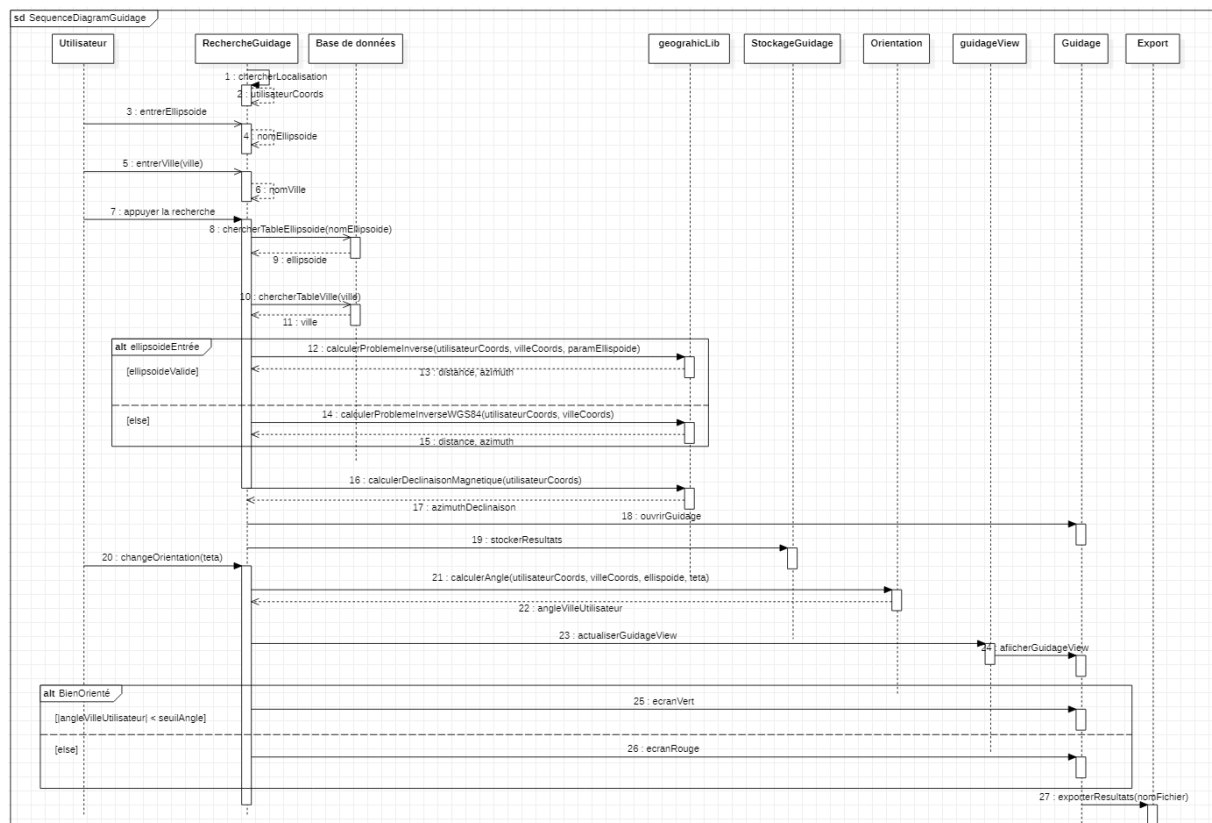 sd SequenceDiagramGuidage
Utilisateur
RechercheGuidage
Base de données
geograhicLib
StockageGuidage
Orientation
guidageView
Guidage
Export
1 : chercherLocalisation
2 : utilisateurCoords
3 : entrerEllipsoide
4 : nomEllipsoide
5 : entrerVille(ville)
6 : nomVille
7 : appuyer la recherche
8 : chercherTableEllipsoide(nomEllipsoide)
9 : ellipsoide
10 : chercherTableVille(ville)
11 : ville
alt ellipsoideEntrée
12 : calculerProblemeInverse(utilisateurCoords, villeCoords, paramEllispoide)
[ellipsoideValide]
13 : distance, azimuth
[else]
14 : calculerProblemeInverseWGS84(utilisateurCoords, villeCoords)
15 : distance, azimuth
16 : calculerDeclinaisonMagnetique(utilisateurCoords)
17 : azimuthDeclinaison
18 : ouvrirGuidage
19 : stockerResultats
20 : changeOrientation(teta)
21 : calculerAngle(utilisateurCoords, villeCoords, ellispoide, teta)
22 : angleVilleUtilisateur
23 : actualiserGuidageView
24 : afiicherGuidageView
alt BienOrienté
25 : ecranVert
[|angleVilleUtilisateur| < seuilAngle]
[else]
26 : ecranRouge
27 : exporterResultats(nomFichier)